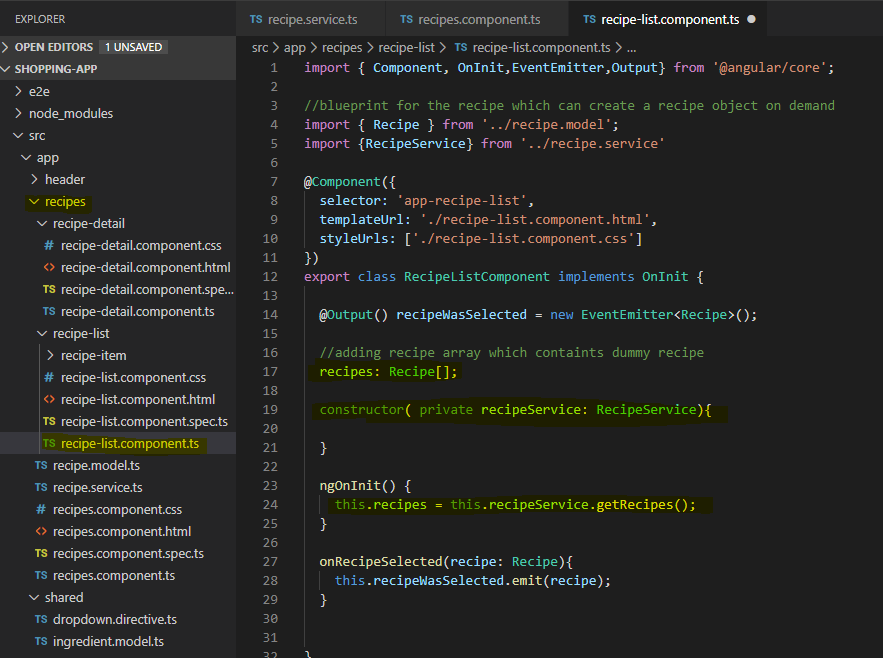 EXPLORER
OPEN EDITORS 1 UNSAVED
SHOPPING-APP
e2e
node_modules
src
app
header
recipes
recipe-detail
# recipe-detail.component.css
<> recipe-detail.component.html
TS recipe-detail.component.spe...
TS recipe-detail.component.ts
recipe-list
recipe-item
# recipe-list.component.css
<> recipe-list.component.html
TS recipe-list.component.spec.ts
TS recipe-list.component.ts
TS recipe.model.ts
TS recipe.service.ts
# recipes.component.css
<> recipes.component.html
TS recipes.component.spec.ts
TS recipes.component.ts
shared
TS dropdown.directive.ts
TS ingredient.model.ts
TS recipe.service.ts TS recipes.component.ts TS recipe-list.component.ts ●
src > app > recipes > recipe-list > TS recipe-list.component.ts > ...
1 import { Component, OnInit,EventEmitter,Output} from '@angular/core';
2
3 //blueprint for the recipe which can create a recipe object on demand
4 import { Recipe } from '../recipe.model';
5 import {RecipeService} from '../recipe.service'
6
7 @Component({
8 selector: 'app-recipe-list',
9 templateUrl: './recipe-list.component.html',
10 styleUrls: ['./recipe-list.component.css']
11 })
12 export class RecipeListComponent implements OnInit {
13
14 @Output() recipeWasSelected = new EventEmitter<Recipe>();
15
16 //adding recipe array which containts dummy recipe
17 recipes: Recipe[];
18
19 constructor( private recipeService: RecipeService){
20
21 }
22
23 ngOnInit() {
24 this.recipes = this.recipeService.getRecipes();
25 }
26
27 onRecipeSelected(recipe: Recipe){
28 this.recipeWasSelected.emit(recipe);
29 }
30
31
32 }